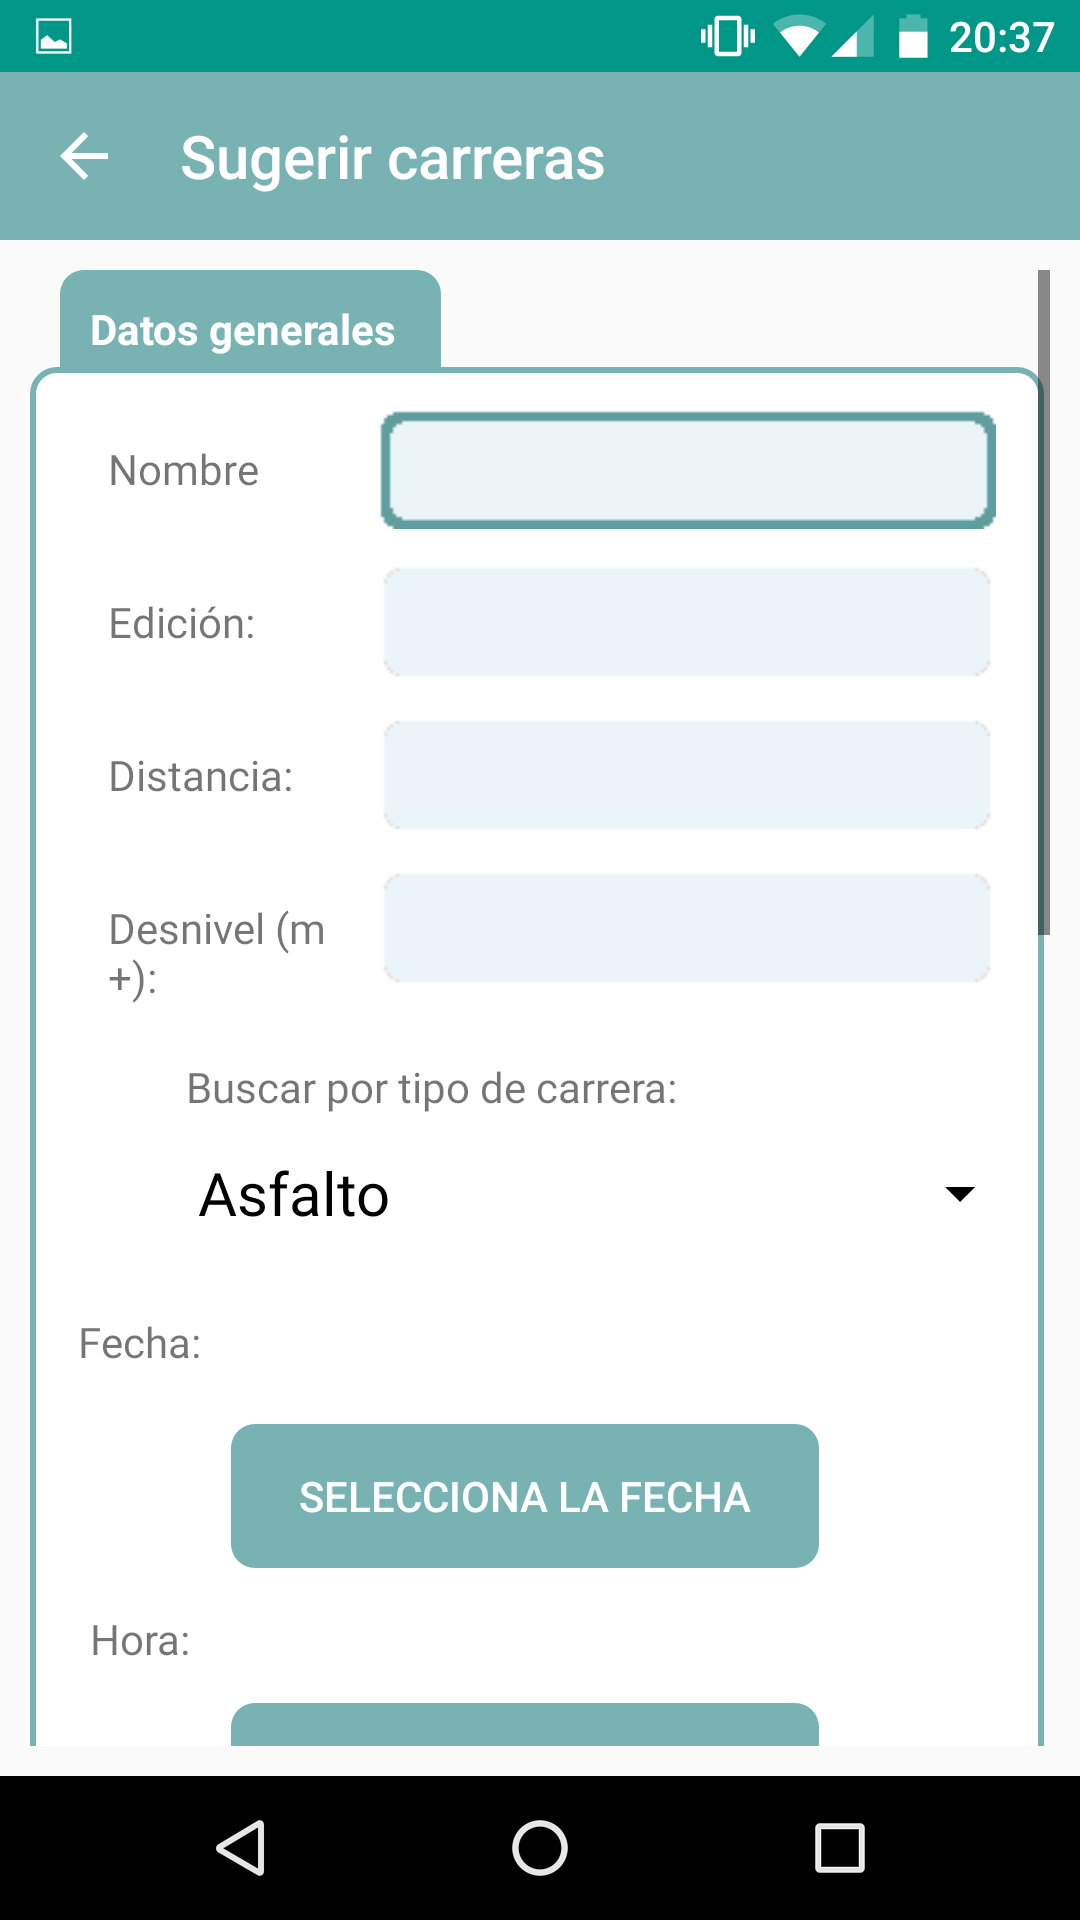 20:37
Sugerir carreras
Datos generales
Nombre
Edición:
Distancia:
Desnivel (m
+):
Buscar por tipo de carrera:
Asfalto
Fecha:
SELECCIONA LA FECHA
Hora: